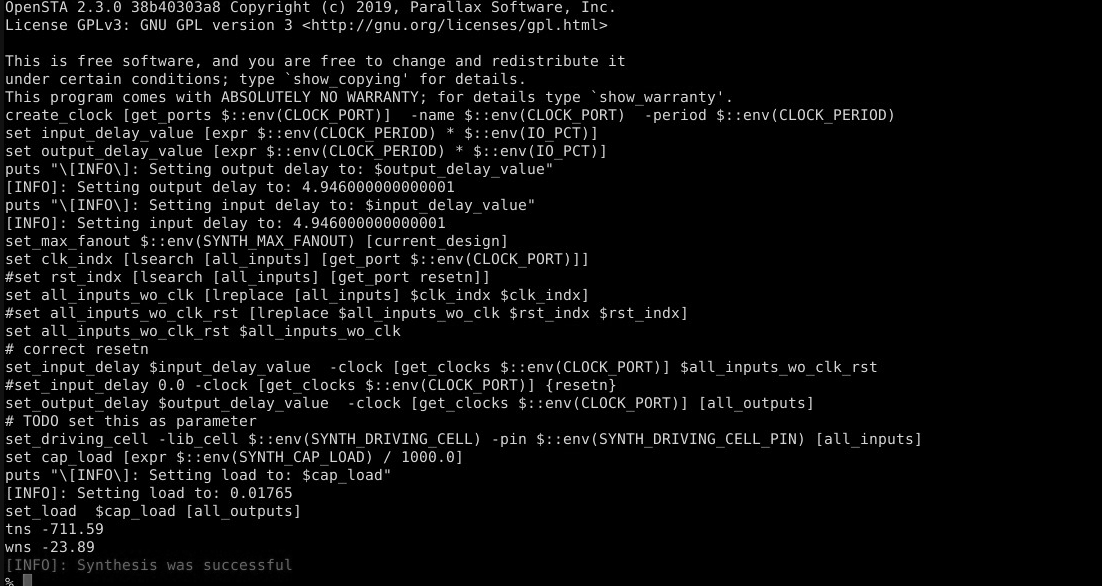 OpenSTA 2.3.0 38b40303a8 Copyright (c) 2019, Parallax Software, Inc.
License GPLv3: GNU GPL version 3 <http://gnu.org/licenses/gpl.html>

This is free software, and you are free to change and redistribute it
under certain conditions; type `show_copying' for details.
This program comes with ABSOLUTELY NO WARRANTY; for details type `show_warranty'.
create_clock [get_ports $::env(CLOCK_PORT)]  -name $::env(CLOCK_PORT)  -period $::env(CLOCK_PERIOD)
set input_delay_value [expr $::env(CLOCK_PERIOD) * $::env(IO_PCT)]
set output_delay_value [expr $::env(CLOCK_PERIOD) * $::env(IO_PCT)]
puts "\[INFO\]: Setting output delay to: $output_delay_value"
[INFO]: Setting output delay to: 4.946000000000001
puts "\[INFO\]: Setting input delay to: $input_delay_value"
[INFO]: Setting input delay to: 4.946000000000001
set_max_fanout $::env(SYNTH_MAX_FANOUT) [current_design]
set clk_indx [lsearch [all_inputs] [get_port $::env(CLOCK_PORT)]]
#set rst_indx [lsearch [all_inputs] [get_port resetn]]
set all_inputs_wo_clk [lreplace [all_inputs] $clk_indx $clk_indx]
#set all_inputs_wo_clk_rst [lreplace $all_inputs_wo_clk $rst_indx $rst_indx]
set all_inputs_wo_clk_rst $all_inputs_wo_clk
# correct resetn
set_input_delay $input_delay_value  -clock [get_clocks $::env(CLOCK_PORT)] $all_inputs_wo_clk_rst
#set_input_delay 0.0 -clock [get_clocks $::env(CLOCK_PORT)] {resetn}
set_output_delay $output_delay_value  -clock [get_clocks $::env(CLOCK_PORT)] [all_outputs]
# TODO set this as parameter
set_driving_cell -lib_cell $::env(SYNTH_DRIVING_CELL) -pin $::env(SYNTH_DRIVING_CELL_PIN) [all_inputs]
set cap_load [expr $::env(SYNTH_CAP_LOAD) / 1000.0]
puts "\[INFO\]: Setting load to: $cap_load"
[INFO]: Setting load to: 0.01765
set_load  $cap_load [all_outputs]
tns -711.59
wns -23.89
[INFO]: Synthesis was successful
%